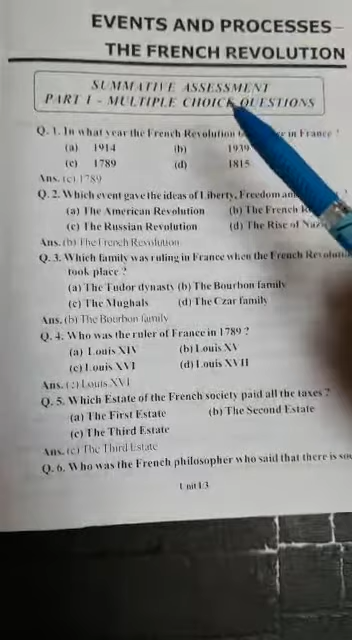 EVENTS AND PROCESSES–
THE FRENCH REVOLUTION
SUMMATIVE ASSESSMENT
PART I - MULTIPLE CHOICE QUESTIONS
Q. 1. In what year the French Revolution in France ?
(a) 1914 (b) 1939
(c) 1789 (d) 1815
Ans. (c) 1789
Q. 2. Which event gave the ideas of Liberty, Freedom ?
(a) The American Revolution (b) The French
(c) The Russian Revolution (d) The Rise of
Ans. (b) The French Revolution
Q. 3. Which family was ruling in France when the French
took place ?
(a) The Tudor dynasty (b) The Bourbon family
(c) The Mughals (d) The Czar family
Ans. (b) The Bourbon family
Q. 4. Who was the ruler of France in 1789 ?
(a) Louis XIV (b) Louis XV
(c) Louis XVI (d) Louis XVII
Ans. (c) Louis XVI
Q. 5. Which Estate of the French society paid all the taxes ?
(a) The First Estate (b) The Second Estate
(c) The Third Estate
Ans. (c) The Third Estate
Q. 6. Who was the French philosopher who said that there is
Unit I/3